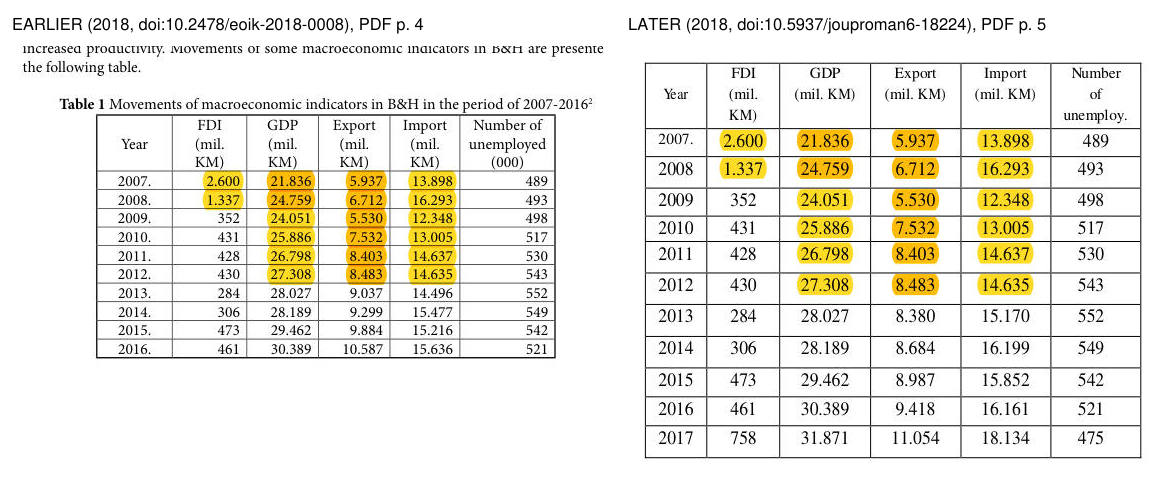 EARLIER (2018, doi:10.2478/eoik-2018-0008), PDF p. 4
increased productivity. Movements of some macroeconomic indicators in B&H are presente
the following table.
Table 1 Movements of macroeconomic indicators in B&H in the period of 2007-2016²
Year FDI (mil. KM) GDP (mil. KM) Export (mil. KM) Import (mil. KM) Number of unemployed (000)
2007. 2.600 21.836 5.937 13.898 489
2008. 1.337 24.759 6.712 16.293 493
2009. 352 24.051 5.530 12.348 498
2010. 431 25.886 7.532 13.005 517
2011. 428 26.798 8.403 14.637 530
2012. 430 27.308 8.483 14.635 543
2013. 284 28.027 9.037 14.496 552
2014. 306 28.189 9.299 15.477 549
2015. 473 29.462 9.884 15.216 542
2016. 461 30.389 10.587 15.636 521
LATER (2018, doi:10.5937/jouproman6-18224), PDF p. 5
Year FDI (mil. KM) GDP (mil. KM) Export (mil. KM) Import (mil. KM) Number of unemploy.
2007. 2.600 21.836 5.937 13.898 489
2008 1.337 24.759 6.712 16.293 493
2009 352 24.051 5.530 12.348 498
2010 431 25.886 7.532 13.005 517
2011 428 26.798 8.403 14.637 530
2012 430 27.308 8.483 14.635 543
2013 284 28.027 8.380 15.170 552
2014 306 28.189 8.684 16.199 549
2015 473 29.462 8.987 15.852 542
2016 461 30.389 9.418 16.161 521
2017 758 31.871 11.054 18.134 475